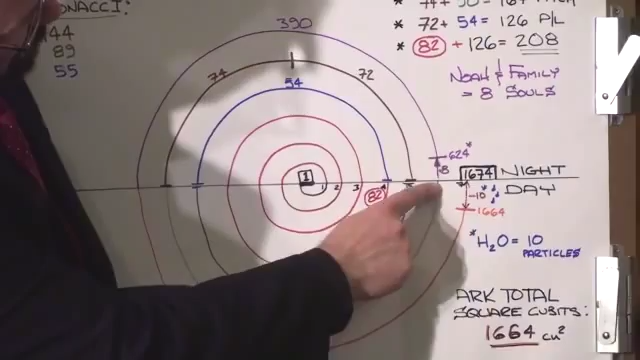 390
74
72
54
1
1
2
3
4
82
-624*
8
1674
NIGHT
DAY
-10*
-1664
FIBONACCI:
144
89
55
* 72 + 54 = 126 P/L
* 82 + 126 = 208
NOAH & FAMILY
= 8 SOULS
*H₂O = 10
PARTICLES
ARK TOTAL
SQUARE CUBITS:
1664 CU²